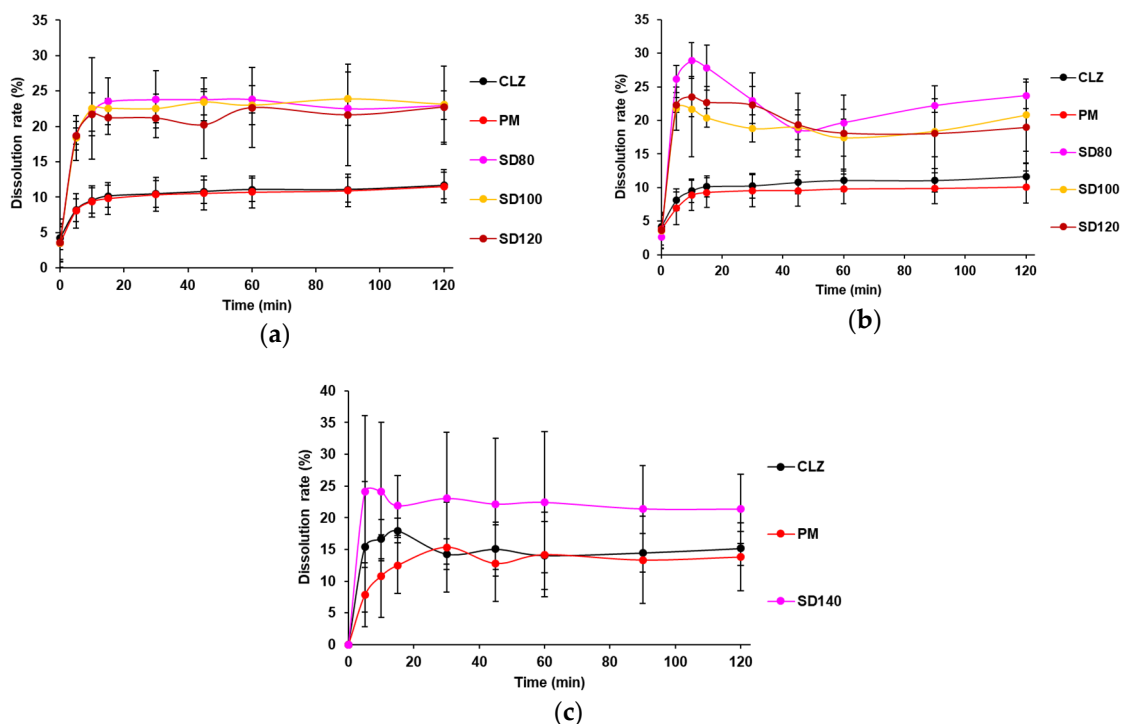 35
30
25
20
15
10
5
0
Dissolution rate (%)
0 20 40 60 80 100 120
Time (min)
CLZ
PM
SD80
SD100
SD120
(a)
35
30
25
20
15
10
5
0
Dissolution rate (%)
0 20 40 60 80 100 120
Time (min)
CLZ
PM
SD80
SD100
SD120
(b)
40
35
30
25
20
15
10
5
0
Dissolution rate (%)
0 20 40 60 80 100 120
Time (min)
CLZ
PM
SD140
(c)